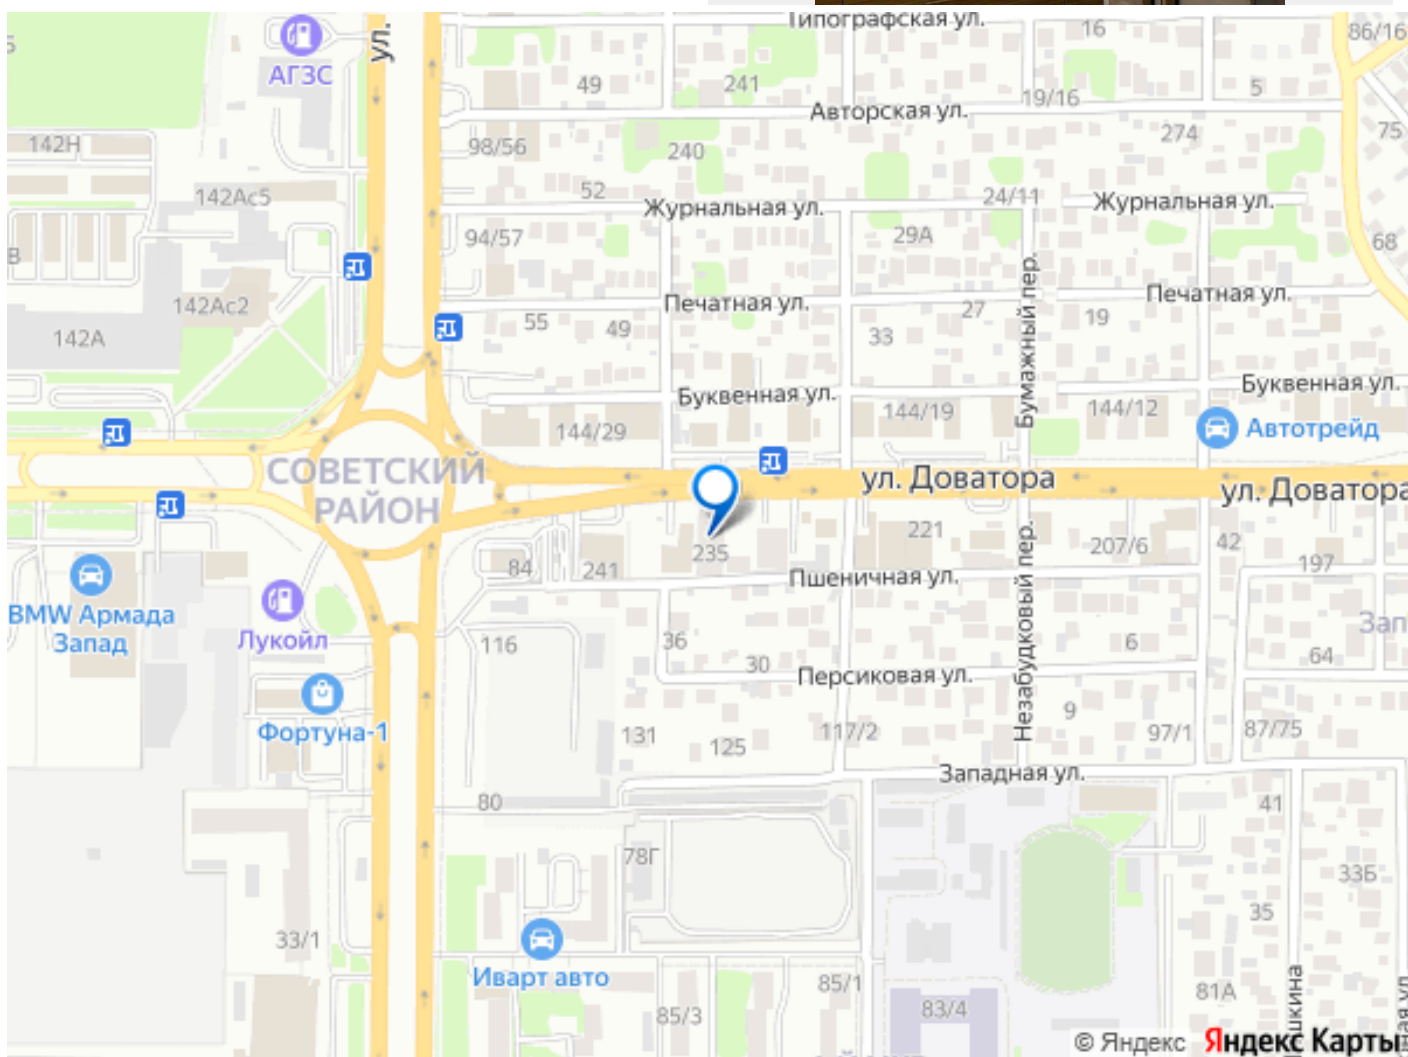 Типографская ул.
16
86/16
ул.
АГЗС
49
241
5
19/16
Авторская ул.
274
75
142Н
98/56
240
142Ас5
52
24/11
Журнальная ул.
Журнальная ул.
94/57
29А
68
В
Бумажный пер.
142Ас2
Печатная ул.
Печатная ул.
27
19
55
49
33
142А
Буквенная ул.
Буквенная ул.
144/29
144/19
144/12
Автотрейд
СОВЕТСКИЙ
РАЙОН
ул. Доватора
ул. Доватора
235
221
207/6
42
197
84
241
Пшеничная ул.
Незабудковый пер.
BMW Армада
Запад
Лукойл
Зап
116
36
30
6
64
Персиковая ул.
Фортуна-1
131
125
117/2
9
97/1
87/75
Западная ул.
80
41
78Г
33Б
33/1
35
Иварт авто
85/1
85/3
83/4
81А
© Яндекс
Яндекс Карты